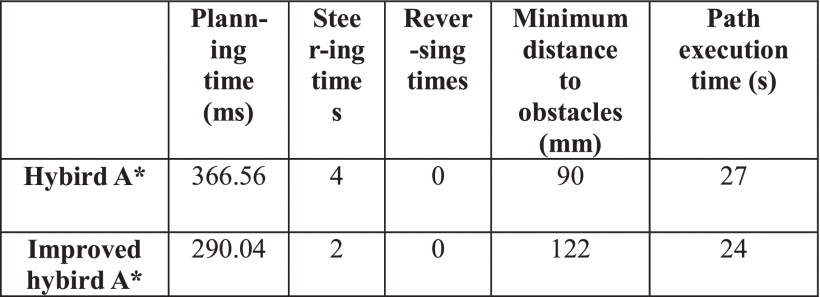 Plann-
ing
time
(ms)
Stee
r-ing
time
s
Rever
-sing
times
Minimum
distance
to
obstacles
(mm)
Path
execution
time (s)
Hybird A*
366.56
4
0
90
27
Improved
hybird A*
290.04
2
0
122
24